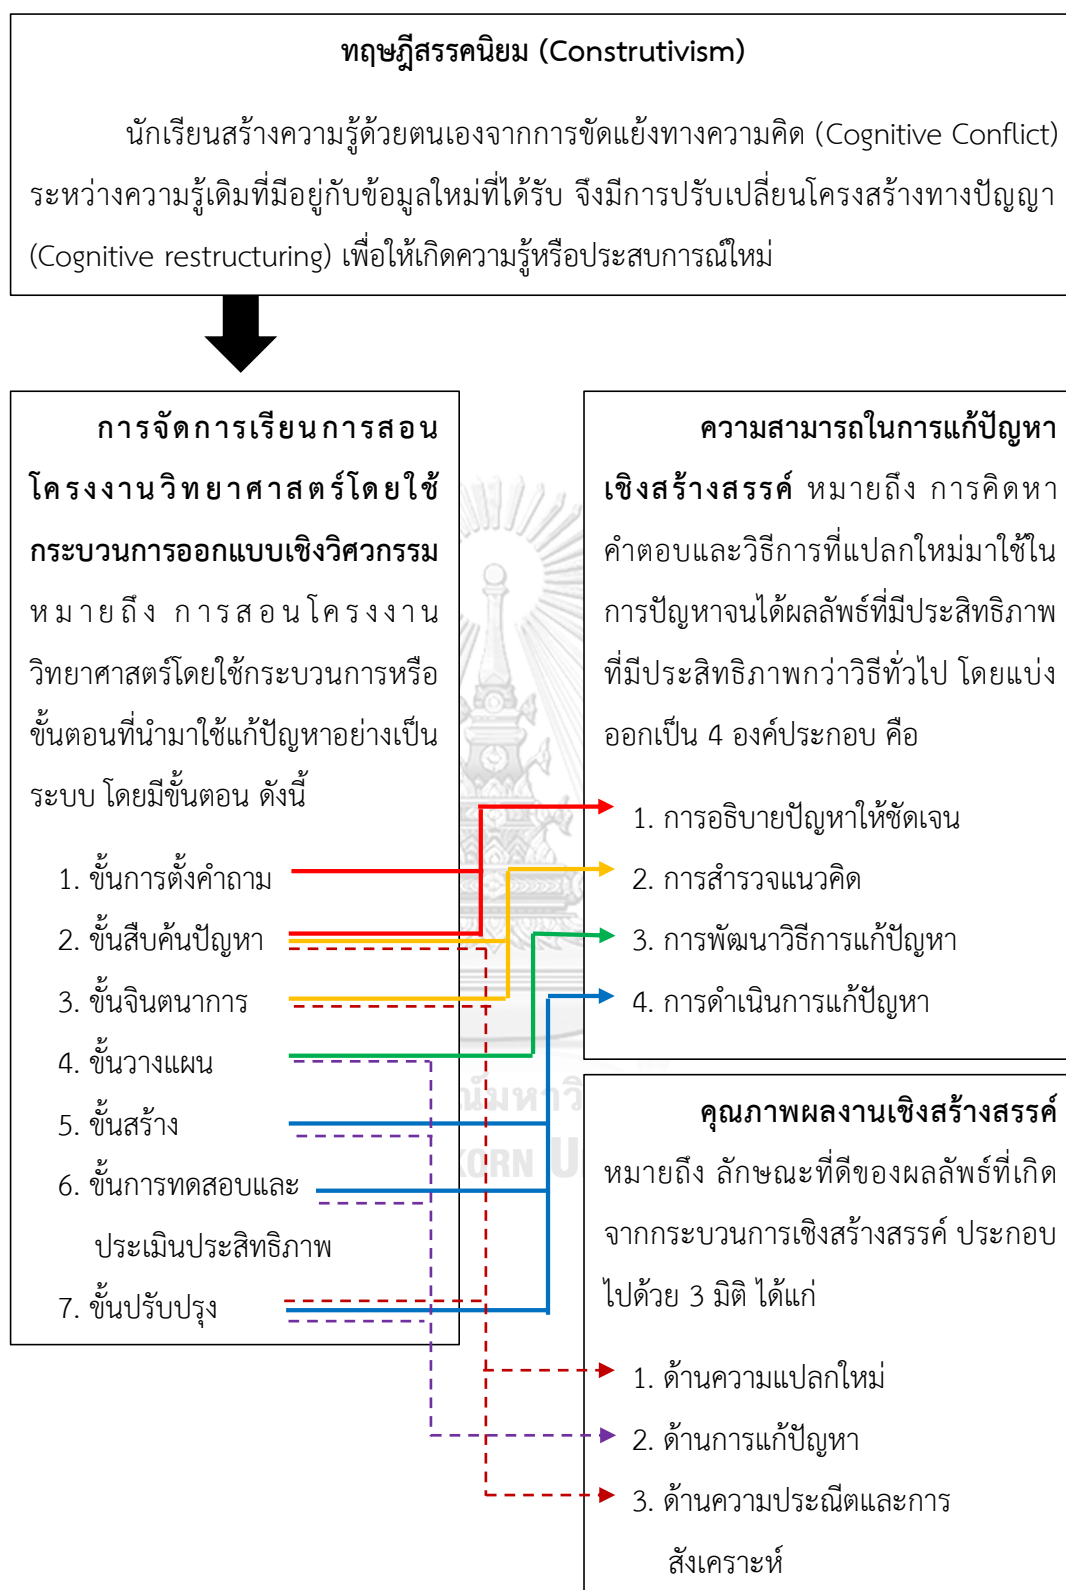 ทฤษฎีสรรคนิยม (Construtivism)
นักเรียนสร้างความรู้ด้วยตนเองจากการขัดแย้งทางความคิด (Cognitive Conflict)
ระหว่างความรู้เดิมที่มีอยู่กับข้อมูลใหม่ที่ได้รับ จึงมีการปรับเปลี่ยนโครงสร้างทางปัญญา
(Cognitive restructuring) เพื่อให้เกิดความรู้หรือประสบการณ์ใหม่
การจัดการเรียนการสอน
โครงงานวิทยาศาสตร์โดยใช้
กระบวนการออกแบบเชิงวิศวกรรม
หมายถึง การสอนโครงงาน
วิทยาศาสตร์โดยใช้กระบวนการหรือ
ขั้นตอนที่นำมาใช้แก้ปัญหาอย่างเป็น
ระบบ โดยมีขั้นตอน ดังนี้
1. ขั้นการตั้งคำถาม
2. ขั้นสืบค้นปัญหา
3. ขั้นจินตนาการ
4. ขั้นวางแผน
5. ขั้นสร้าง
6. ขั้นการทดสอบและ
ประเมินประสิทธิภาพ
7. ขั้นปรับปรุง
ความสามารถในการแก้ปัญหา
เชิงสร้างสรรค์ หมายถึง การคิดหา
คำตอบและวิธีการที่แปลกใหม่มาใช้ใน
การปัญหาจนได้ผลลัพธ์ที่มีประสิทธิภาพ
ที่มีประสิทธิภาพกว่าวิธีทั่วไป โดยแบ่ง
ออกเป็น 4 องค์ประกอบ คือ
1. การอธิบายปัญหาให้ชัดเจน
2. การสำรวจแนวคิด
3. การพัฒนาวิธีการแก้ปัญหา
4. การดำเนินการแก้ปัญหา
คุณภาพผลงานเชิงสร้างสรรค์
หมายถึง ลักษณะที่ดีของผลลัพธ์ที่เกิด
จากกระบวนการเชิงสร้างสรรค์ ประกอบ
ไปด้วย 3 มิติ ได้แก่
1. ด้านความแปลกใหม่
2. ด้านการแก้ปัญหา
3. ด้านความประณีตและการ
สังเคราะห์